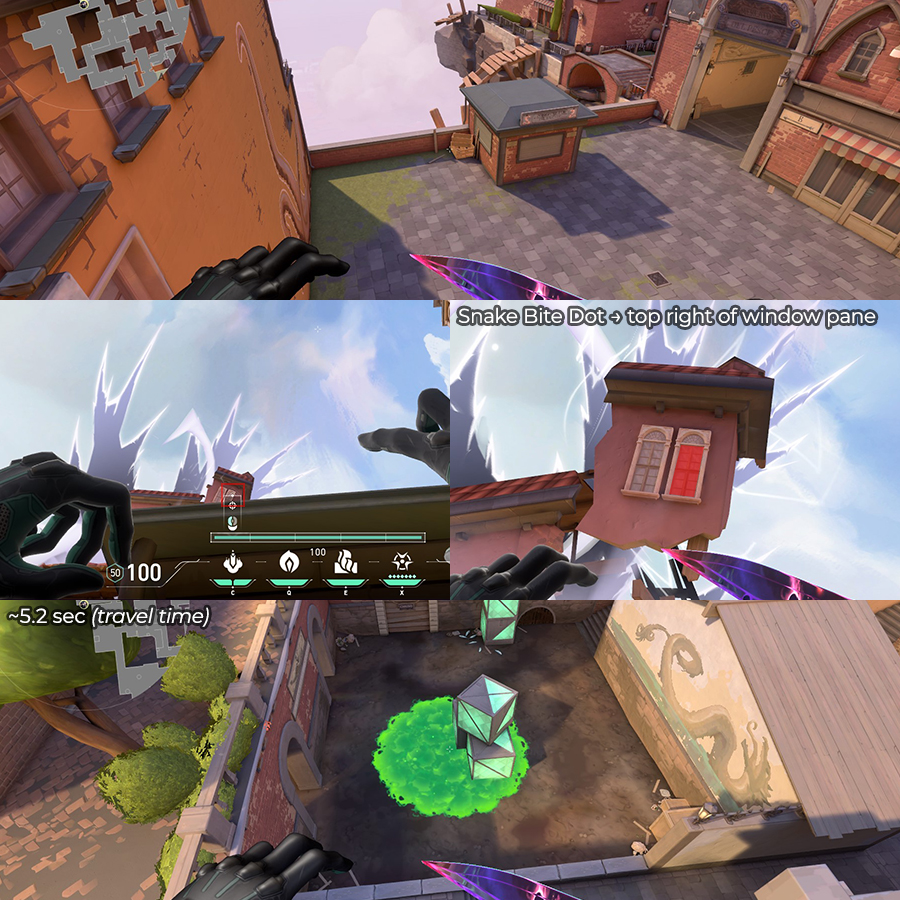 Snake Bite Dot → top right of window pane
50 100
100
C Q E X
~5.2 sec (travel time)